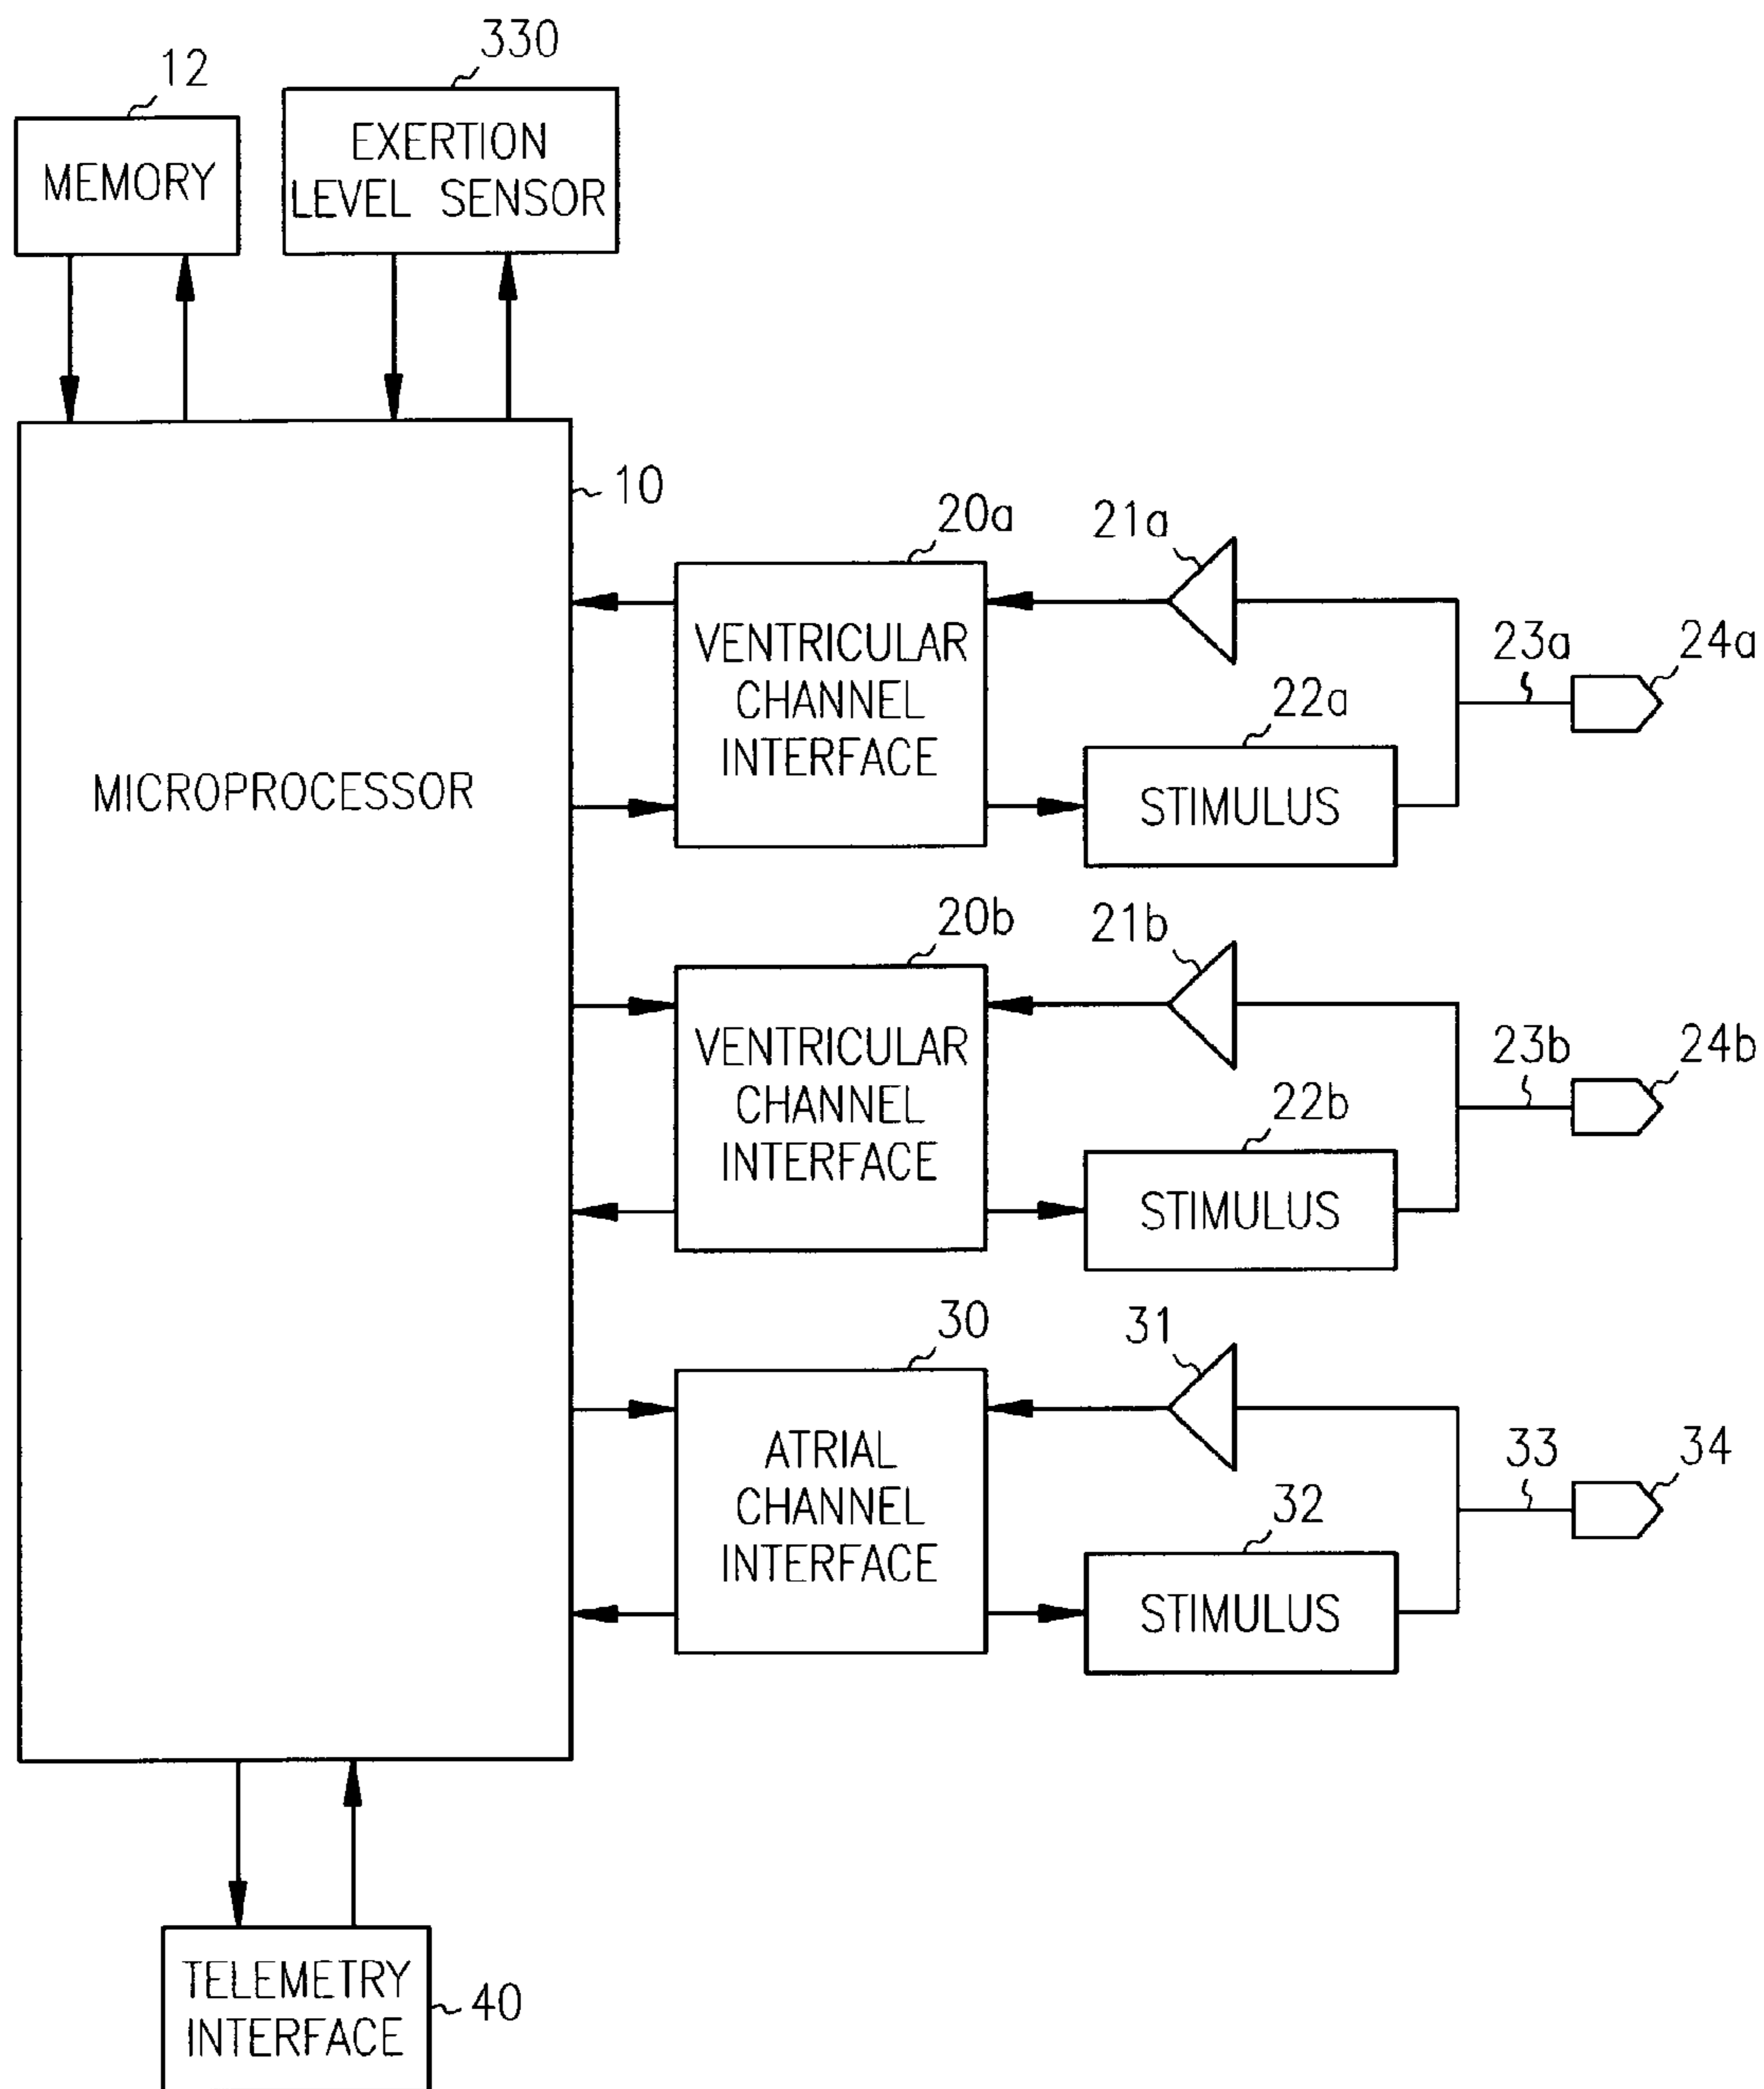 330
12
EXERTION
LEVEL SENSOR
MEMORY
10
MICROPROCESSOR
20a
21a
VENTRICULAR
CHANNEL
INTERFACE
23a
24a
22a
STIMULUS
20b
21b
VENTRICULAR
CHANNEL
INTERFACE
23b
24b
22b
STIMULUS
30
31
ATRIAL
CHANNEL
INTERFACE
33
34
32
STIMULUS
TELEMETRY
INTERFACE
40